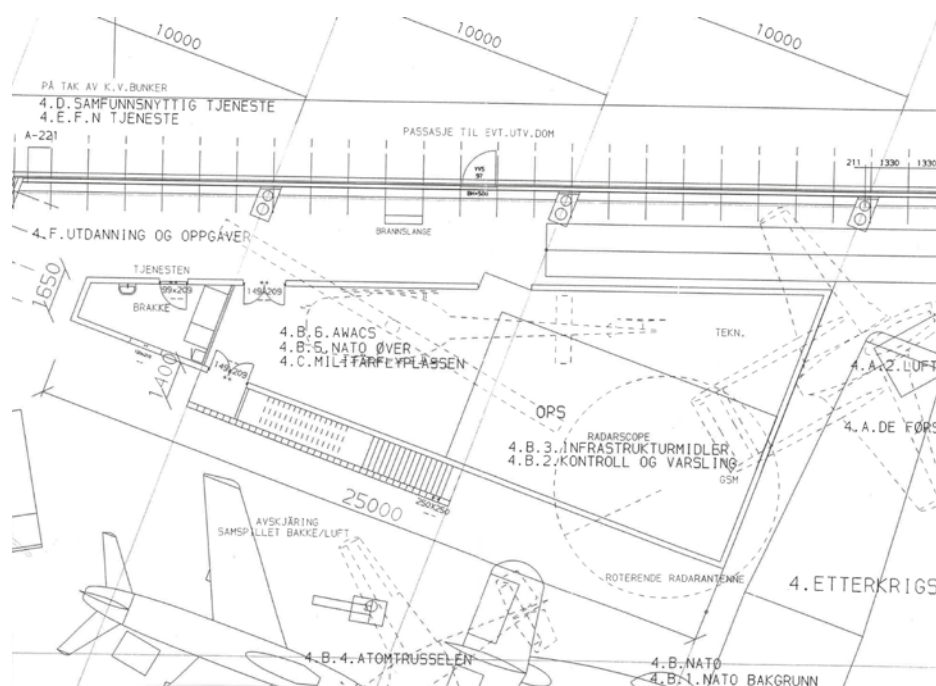 10000
10000
10000
PÅ TAK AV K.V.BUNKER
4.D.SAMFUNNSNYTTIG TJENESTE
4.E.F.N TJENESTE
A-221
PASSASJE TIL EVT.UTV.DOM
211 1330 1330
BRANNSLANGE
4.F.UTDANNING OG OPPGAVER
TJENESTEN
1650
99x209
149x209
BRAKKE
4.B.6.AWACS
4.B.5.NATO ØVER
4.C.MILITÆRFLYPLASSEN
TEKN.
1400
149x209
4.A.2.LUFT
OPS
4.A.DE FØRS
RADARSCOPE
4.B.3.INFRASTRUKTURMIDLER
4.B.2.KONTROLL OG VARSLING
GSM
25000
250X250
AVSKJÄRING
SAMSPILLET BAKKE/LUFT
ROTERENDE RADARANTENNE
4.ETTERKRIGS
4.B.4.ATOMTRUSSELEN
4.B.NATO
4.B.1.NATO BAKGRUNN